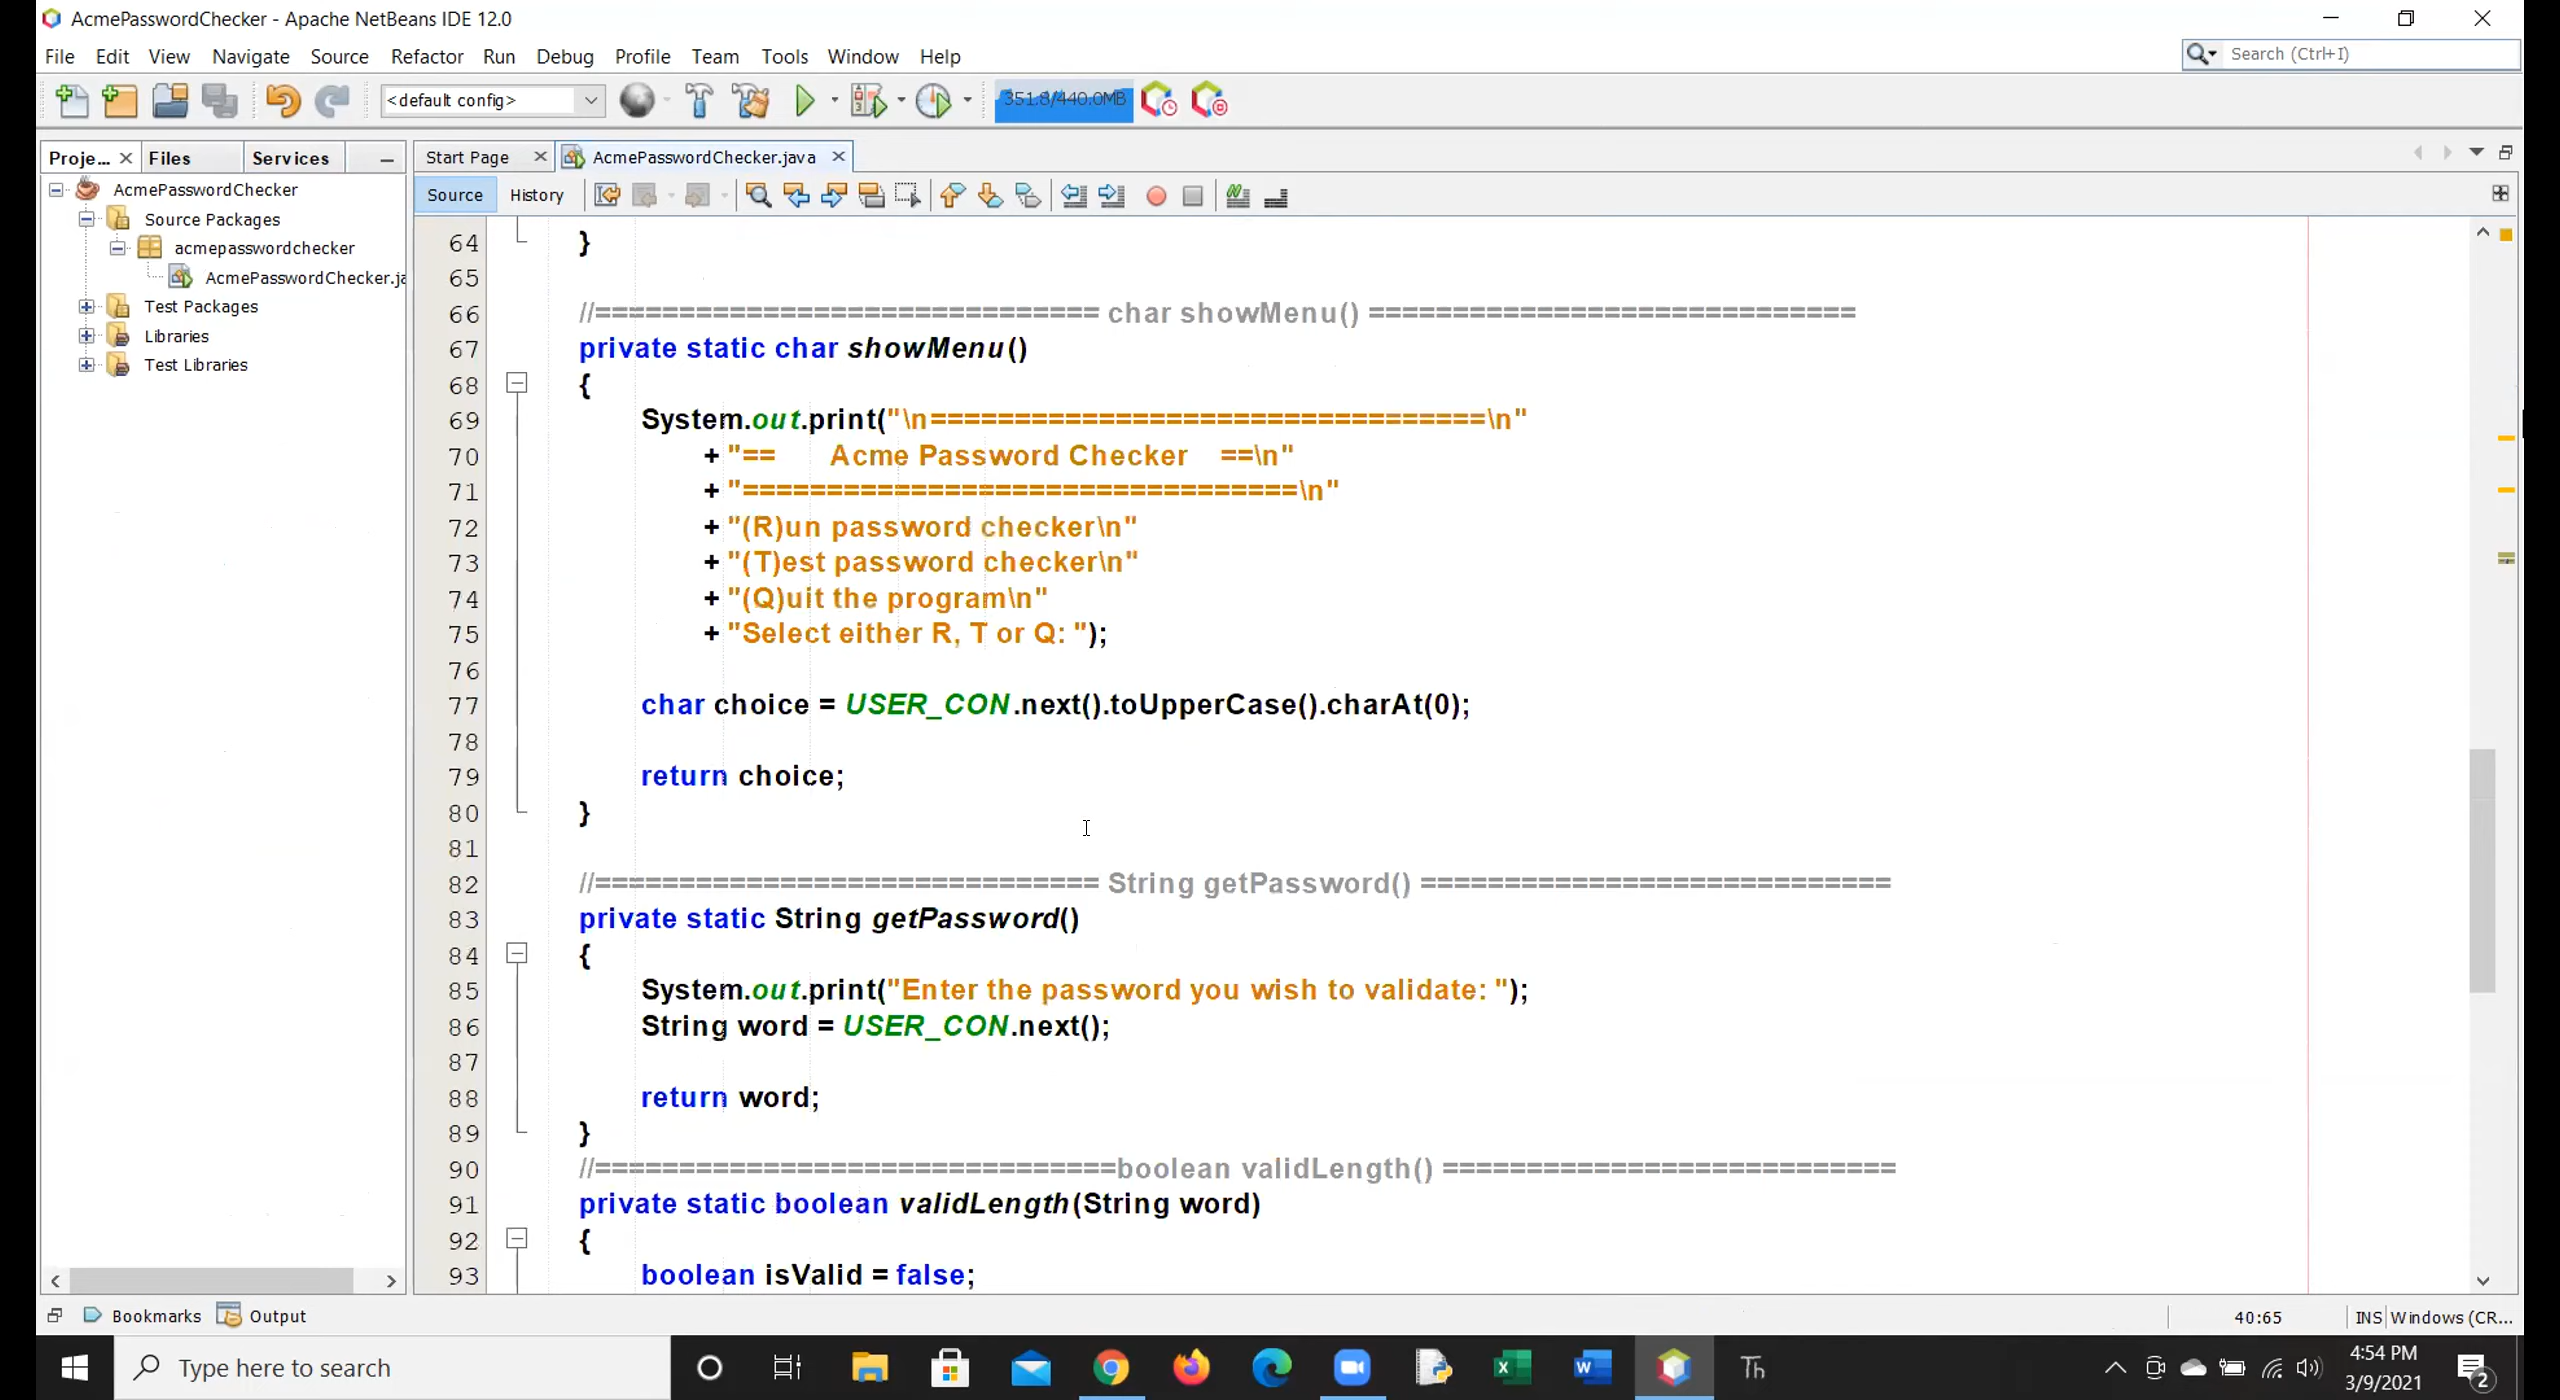 AcmePasswordChecker - Apache NetBeans IDE 12.0
File Edit View Navigate Source Refactor Run Debug Profile Team Tools Window Help
Search (Ctrl+I)
<default config>
351.8/440.0MB
Proje... Files Services
Start Page AcmePasswordChecker.java
AcmePasswordChecker
Source Packages
acmepasswordchecker
AcmePasswordChecker.ja
Test Packages
Libraries
Test Libraries
Source History
64 }
65
66 //============================== char showMenu() =============================
67 private static char showMenu()
68 {
69 System.out.print("\n=================================\n"
70 + "==      Acme Password Checker   ==\n"
71 + "=================================\n"
72 + "(R)un password checker\n"
73 + "(T)est password checker\n"
74 + "(Q)uit the program\n"
75 + "Select either R, T or Q: ");
76
77 char choice = USER_CON.next().toUpperCase().charAt(0);
78
79 return choice;
80 }
81
82 //============================== String getPassword() ============================
83 private static String getPassword()
84 {
85 System.out.print("Enter the password you wish to validate: ");
86 String word = USER_CON.next();
87
88 return word;
89 }
90 //===============================boolean validLength() ===========================
91 private static boolean validLength(String word)
92 {
93 boolean isValid = false;
Bookmarks Output
40:65 INS Windows (CR...
Type here to search
Th
4:54 PM
3/9/2021
2